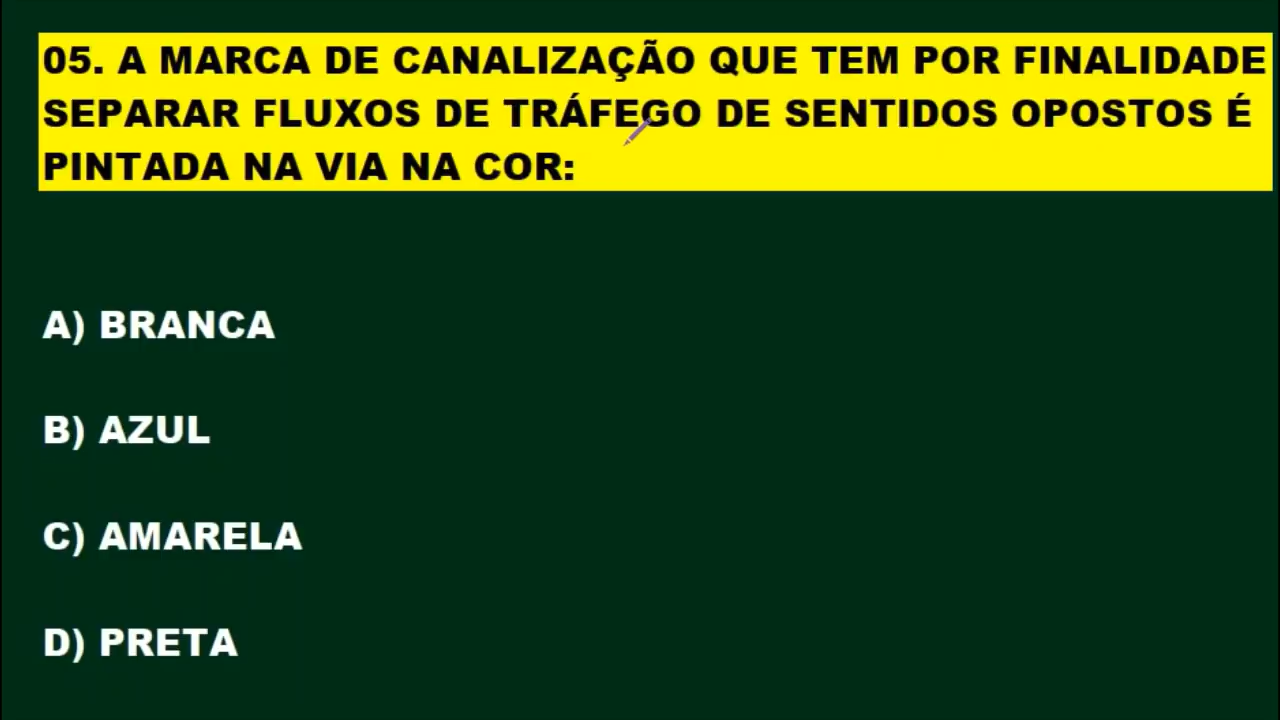 05. A MARCA DE CANALIZAÇÃO QUE TEM POR FINALIDADE
SEPARAR FLUXOS DE TRÁFEGO DE SENTIDOS OPOSTOS É
PINTADA NA VIA NA COR:
A) BRANCA
B) AZUL
C) AMARELA
D) PRETA